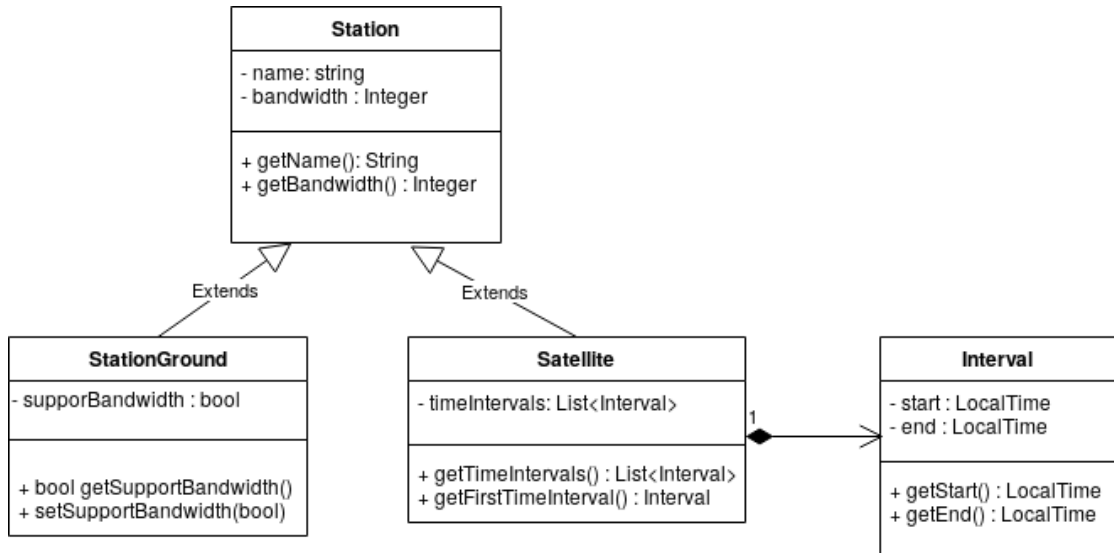 Station
- name: string
- bandwidth : Integer
+ getName(): String
+ getBandwidth() : Integer
Extends
Extends
StationGround
- supporBandwidth : bool
+ bool getSupportBandwidth()
+ setSupportBandwidth(bool)
Satellite
- timeIntervals: List<Interval>
+ getTimeIntervals() : List<Interval>
+ getFirstTimeInterval() : Interval
1
Interval
- start : LocalTime
- end : LocalTime
+ getStart() : LocalTime
+ getEnd() : LocalTime